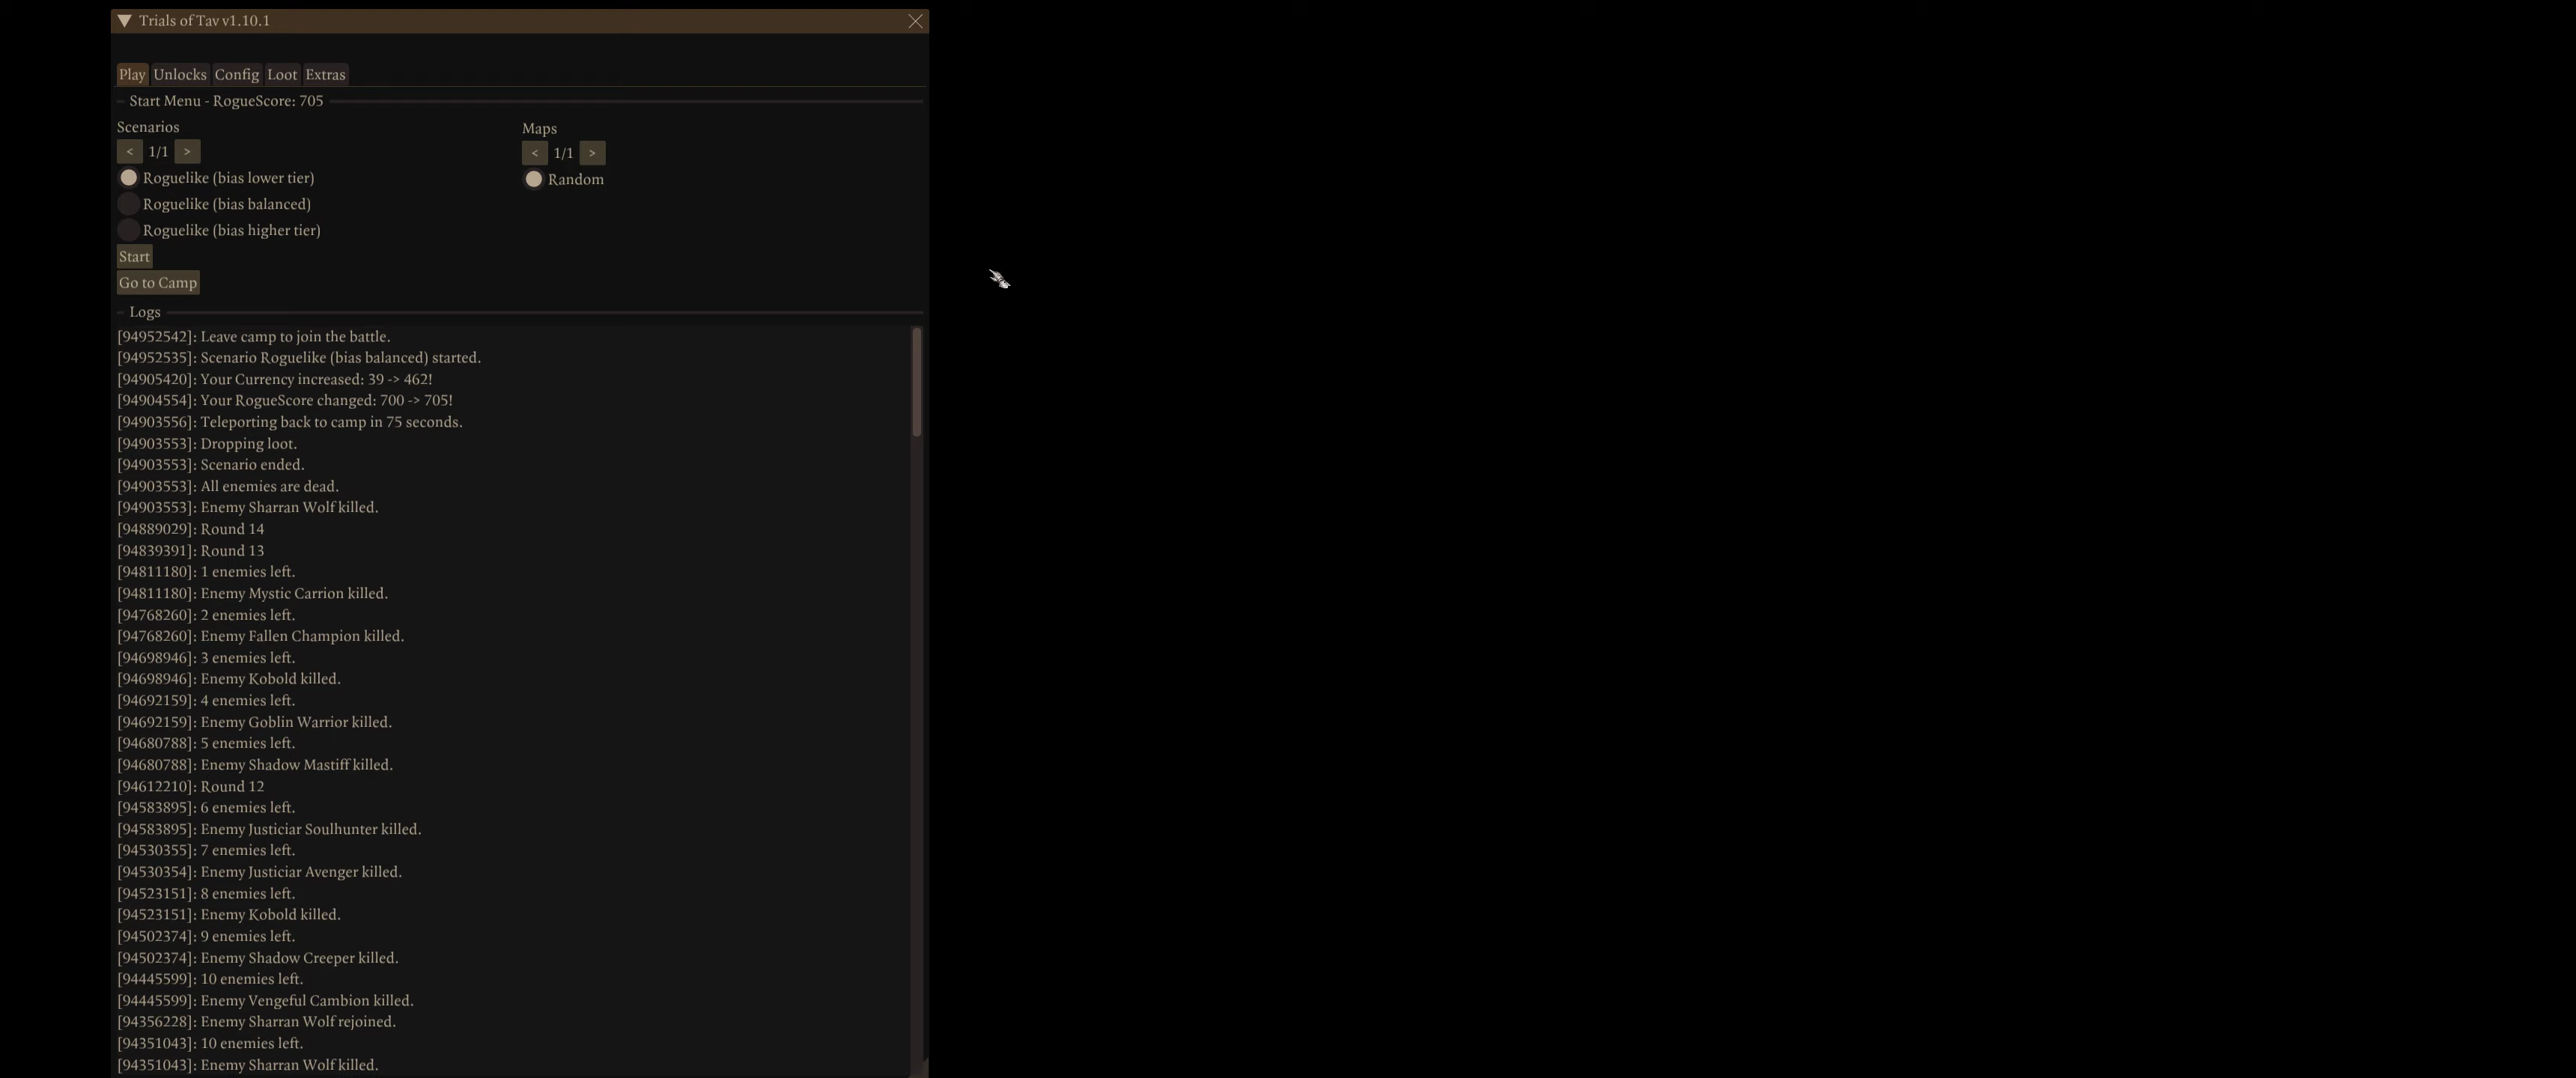 Trials of Tav v1.10.1
Play Unlocks Config Loot Extras
Start Menu - RogueScore: 705
Scenarios
< 1/1 >
Roguelike (bias lower tier)
Roguelike (bias balanced)
Roguelike (bias higher tier)
Maps
< 1/1 >
Random
Start
Go to Camp
Logs
[94952542]: Leave camp to join the battle.
[94952535]: Scenario Roguelike (bias balanced) started.
[94905420]: Your Currency increased: 39 -> 462!
[94904554]: Your RogueScore changed: 700 -> 705!
[94903556]: Teleporting back to camp in 75 seconds.
[94903553]: Dropping loot.
[94903553]: Scenario ended.
[94903553]: All enemies are dead.
[94903553]: Enemy Sharran Wolf killed.
[94889029]: Round 14
[94839391]: Round 13
[94811180]: 1 enemies left.
[94811180]: Enemy Mystic Carrion killed.
[94768260]: 2 enemies left.
[94768260]: Enemy Fallen Champion killed.
[94698946]: 3 enemies left.
[94698946]: Enemy Kobold killed.
[94692159]: 4 enemies left.
[94692159]: Enemy Goblin Warrior killed.
[94680788]: 5 enemies left.
[94680788]: Enemy Shadow Mastiff killed.
[94612210]: Round 12
[94583895]: 6 enemies left.
[94583895]: Enemy Justiciar Soulhunter killed.
[94530355]: 7 enemies left.
[94530354]: Enemy Justiciar Avenger killed.
[94523151]: 8 enemies left.
[94523151]: Enemy Kobold killed.
[94502374]: 9 enemies left.
[94502374]: Enemy Shadow Creeper killed.
[94445599]: 10 enemies left.
[94445599]: Enemy Vengeful Cambion killed.
[94356228]: Enemy Sharran Wolf rejoined.
[94351043]: 10 enemies left.
[94351043]: Enemy Sharran Wolf killed.